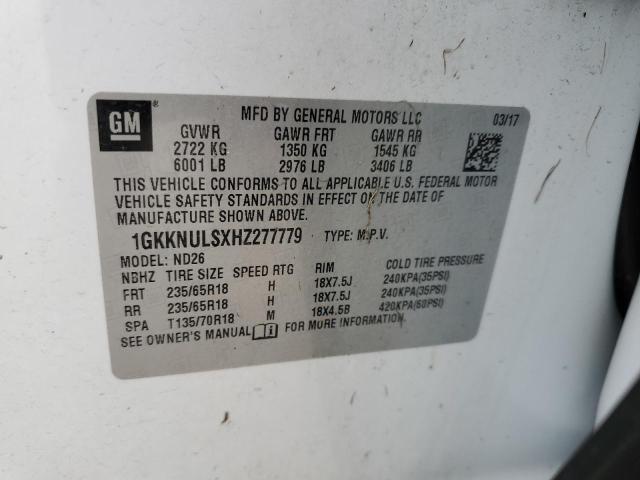 GM
MFD BY GENERAL MOTORS LLC 03/17
GVWR GAWR FRT GAWR RR
2722 KG 1350 KG 1545 KG
6001 LB 2976 LB 3406 LB
THIS VEHICLE CONFORMS TO ALL APPLICABLE U.S. FEDERAL MOTOR
VEHICLE SAFETY STANDARDS IN EFFECT ON THE DATE OF
MANUFACTURE SHOWN ABOVE.
1GKKNULSXHZ277779 TYPE: M.P.V.
MODEL: ND26
NBHZ TIRE SIZE SPEED RTG RIM COLD TIRE PRESSURE
FRT 235/65R18 H 18X7.5J 240KPA(35PSI)
RR 235/65R18 H 18X7.5J 240KPA(35PSI)
SPA T135/70R18 M 18X4.5B 420KPA(60PSI)
SEE OWNER'S MANUAL i FOR MORE INFORMATION.